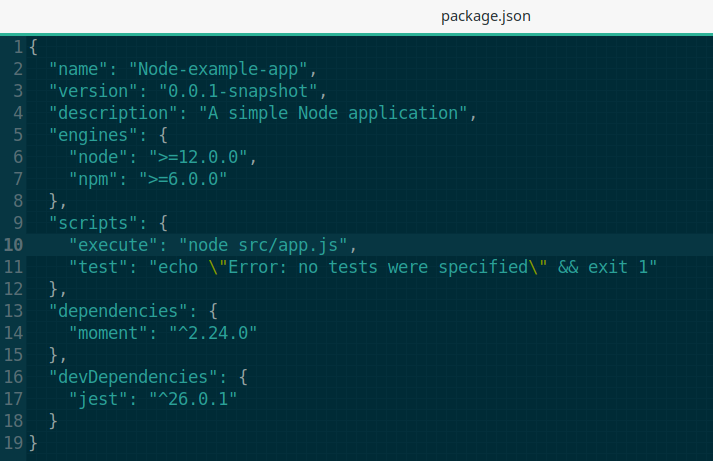 package.json
1 {
2   "name": "Node-example-app",
3   "version": "0.0.1-snapshot",
4   "description": "A simple Node application",
5   "engines": {
6     "node": ">=12.0.0",
7     "npm": ">=6.0.0"
8   },
9   "scripts": {
10     "execute": "node src/app.js",
11     "test": "echo \"Error: no tests were specified\" && exit 1"
12   },
13   "dependencies": {
14     "moment": "^2.24.0"
15   },
16   "devDependencies": {
17     "jest": "^26.0.1"
18   }
19 }